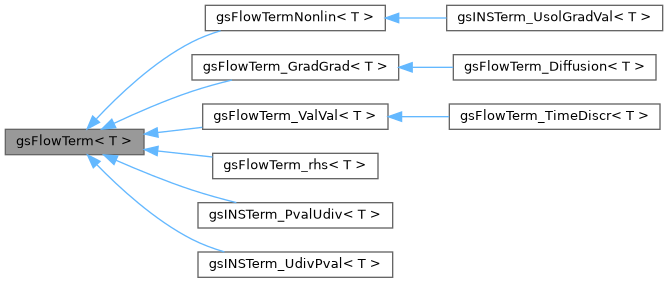 gsFlowTermNonlin< T >
gsINSTerm_UsolGradVal< T >
gsFlowTerm_GradGrad< T >
gsFlowTerm_Diffusion< T >
gsFlowTerm_ValVal< T >
gsFlowTerm_TimeDiscr< T >
gsFlowTerm< T >
gsFlowTerm_rhs< T >
gsINSTerm_PvalUdiv< T >
gsINSTerm_UdivPval< T >